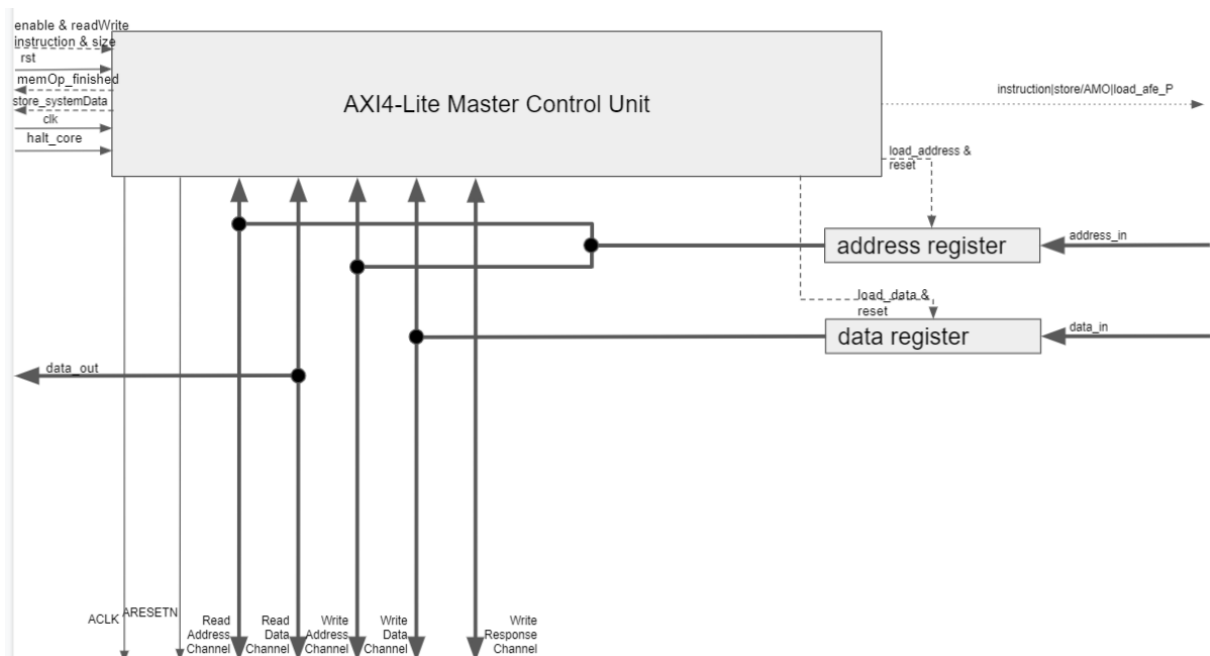 enable & readWrite
instruction & size
rst
memOp_finished
store_systemData
clk
halt_core
AXI4-Lite Master Control Unit
instruction|store/AMO|load_afe_P
load_address &
reset
address register
address_in
load_data &
reset
data register
data_in
data_out
ACLK
ARESETN
Read
Address
Channel
Read
Data
Channel
Write
Address
Channel
Write
Data
Channel
Write
Response
Channel